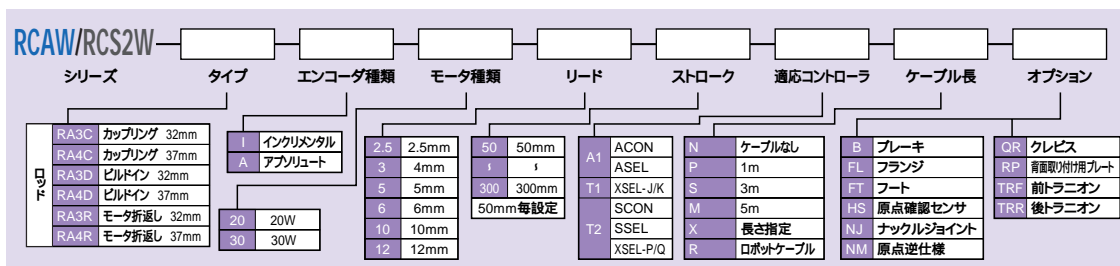 RCAW/RCS2W
シリーズ タイプ エンコーダ種類 モータ種類 リード ストローク 適応コントローラ ケーブル長 オプション
ロッド
RA3C カップリング 32mm
RA4C カップリング 37mm
RA3D ビルドイン 32mm
RA4D ビルドイン 37mm
RA3R モータ折返し 32mm
RA4R モータ折返し 37mm
I インクリメンタル
A アブソリュート
20 20W
30 30W
2.5 2.5mm
3 4mm
5 5mm
6 6mm
10 10mm
12 12mm
50 50mm
300 300mm
50mm毎設定
A1 ACON
ASEL
T1 XSEL-J/K
T2 SCON
SSEL
XSEL-P/Q
N ケーブルなし
P 1m
S 3m
M 5m
X 長さ指定
R ロボットケーブル
B ブレーキ
FL フランジ
FT フート
HS 原点確認センサ
NJ ナックルジョイント
NM 原点逆仕様
QR クレビス
RP 背面取り付け用プレート
TRF 前トラニオン
TRR 後トラニオン